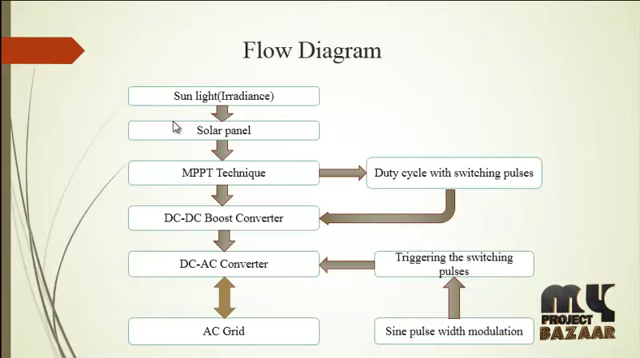 Flow Diagram
Sun light(Irradiance)
Solar panel
MPPT Technique
Duty cycle with switching pulses
DC-DC Boost Converter
DC-AC Converter
Triggering the switching
pulses
AC Grid
Sine pulse width modulation
MY
PROJECT
BAZAAR